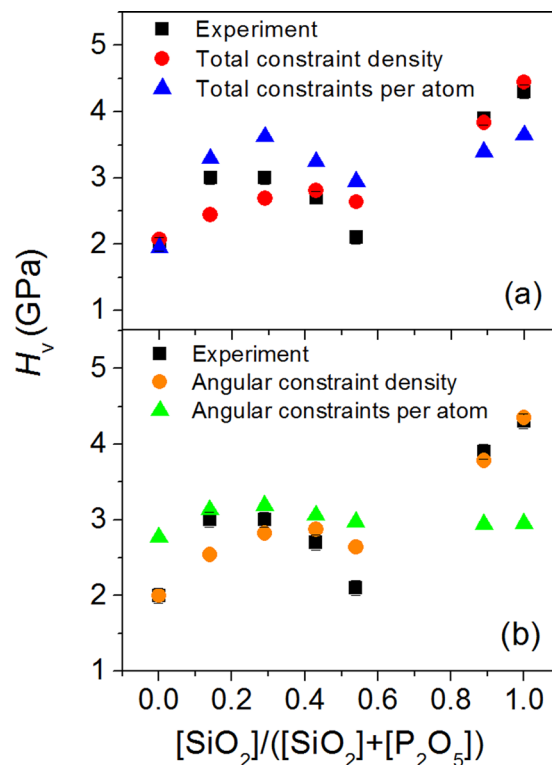 5
4
3
2
1
Experiment
Total constraint density
Total constraints per atom
(a)
Hv (GPa)
5
4
3
2
1
Experiment
Angular constraint density
Angular constraints per atom
(b)
0.0 0.2 0.4 0.6 0.8 1.0
[SiO2]/([SiO2]+[P2O5])